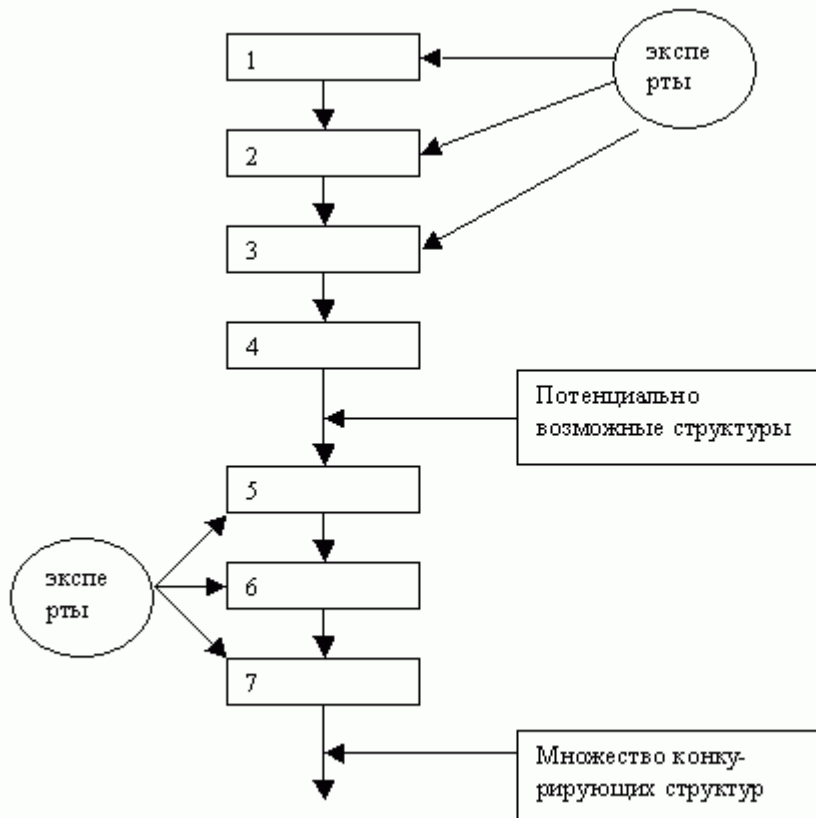 1
экспе
рты
2
3
4
Потенциально
возможные структуры
5
экспе
рты
6
7
Множество конку-
рирующих структур